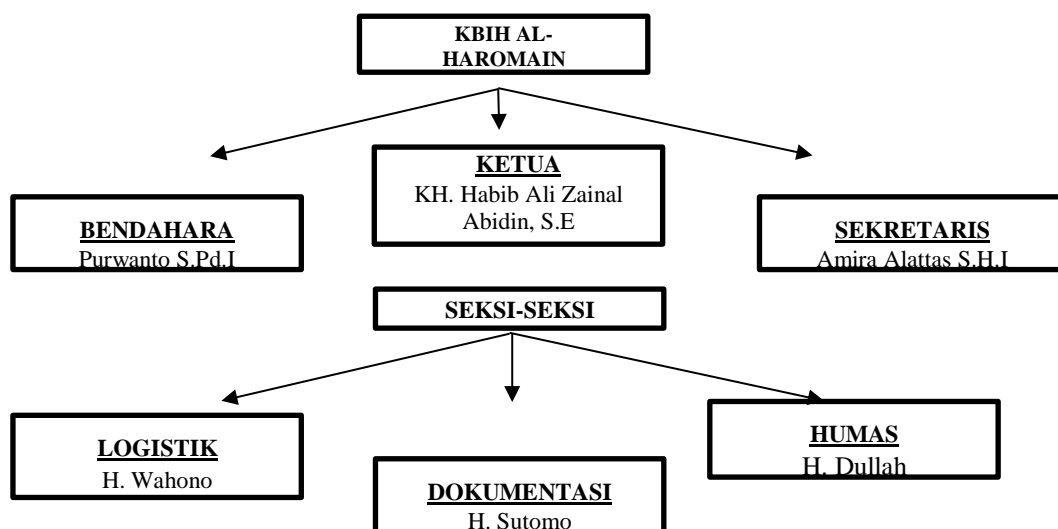 KBIH AL-
HAROMAIN
KETUA
KH. Habib Ali Zainal
Abidin, S.E
BENDAHARA
Purwanto S.Pd.I
SEKRETARIS
Amira Alattas S.H.I
SEKSI-SEKSI
LOGISTIK
H. Wahono
HUMAS
H. Dullah
DOKUMENTASI
H. Sutomo